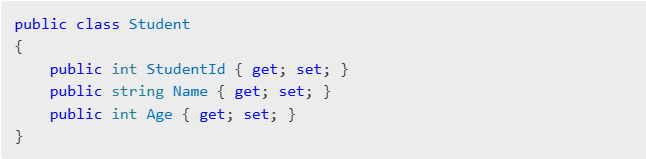 public class Student
{
    public int StudentId { get; set; }
    public string Name { get; set; }
    public int Age { get; set; }
}